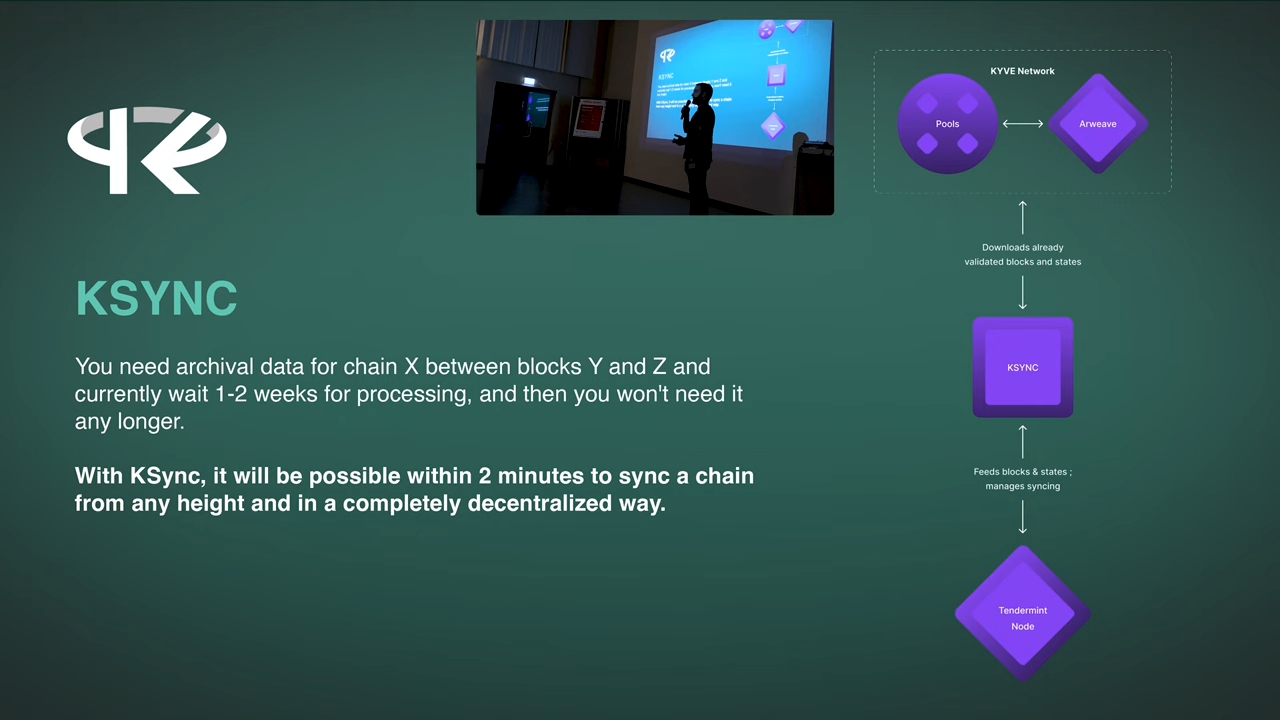 KSYNC
You need archival data for chain X between blocks Y and Z and
currently wait 1-2 weeks for processing, and then you won't need it
any longer.
With KSync, it will be possible within 2 minutes to sync a chain
from any height and in a completely decentralized way.
KYVE Network
Pools
Arweave
Downloads already
validated blocks and states
KSYNC
Feeds blocks & states ;
manages syncing
Tendermint
Node
KSYNC